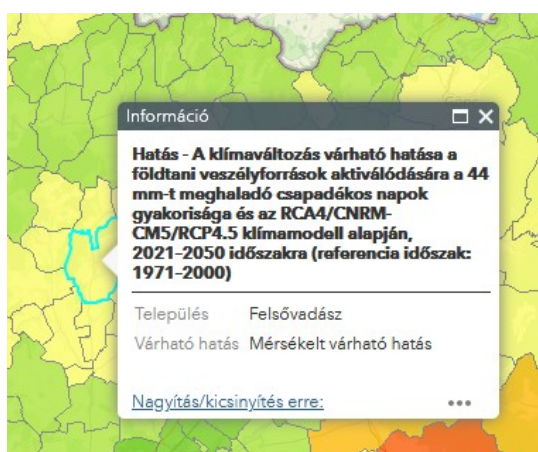 Információ
Hatás - A klímaváltozás várható hatása a
földtani veszélyforrások aktiválódására a 44
mm-t meghaladó csapadékos napok
gyakorisága és az RCA4/CNRM-
CM5/RCP4.5 klímamodell alapján,
2021-2050 időszakra (referencia időszak:
1971-2000)
Település Felsővadász
Várható hatás Mérsékelt várható hatás
Nagyítás/kicsinyítés erre: